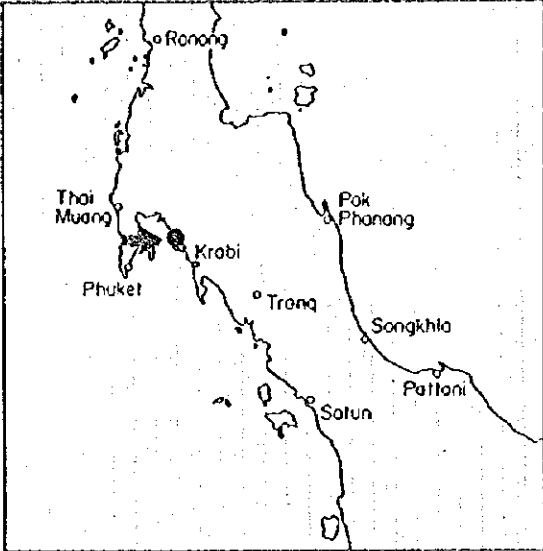 Ranong
Thai
Muang
Pak
Phanang
Krabi
Phuket
Trang
Songkhla
Pattani
Satun